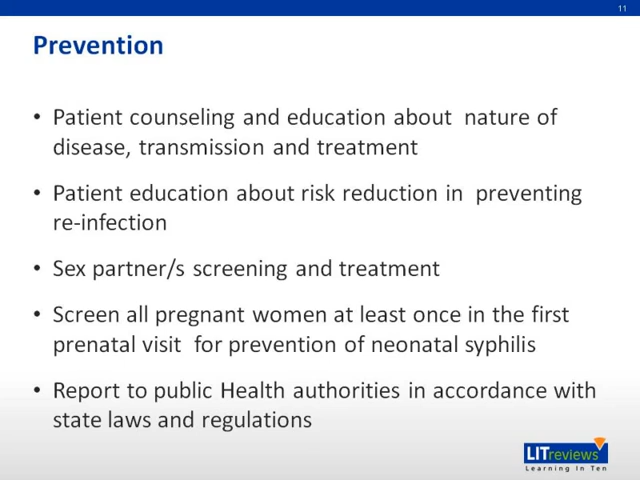 11
Prevention
• Patient counseling and education about nature of
disease, transmission and treatment
• Patient education about risk reduction in preventing
re-infection
• Sex partner/s screening and treatment
• Screen all pregnant women at least once in the first
prenatal visit for prevention of neonatal syphilis
• Report to public Health authorities in accordance with
state laws and regulations
LITreviews
Learning In Ten